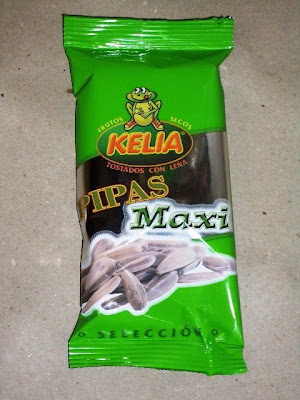 FRUTOS SECOS
KELIA
TOSTADOS CON LEÑA
PIPAS
Maxi
SELECCIÓN